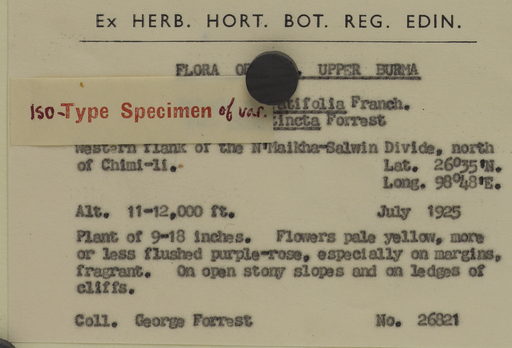 Ex HERB. HORT. BOT. REG. EDIN.
FLORA UPPER BURMA
Iso-Type Specimen of var.
Franch.
Forrest
Western flank of the N'Maikha-Salwin Divide, north
of Chimi-li. Lat. 26°35'N.
Long. 98°48'E.
Alt. 11-12,000 ft. July 1925
Plant of 9-18 inches. Flowers pale yellow, more
or less flushed purple-rose, especially on margins,
fragrant. On open stony slopes and on ledges of
cliffs.
Coll. George Forrest No. 26821